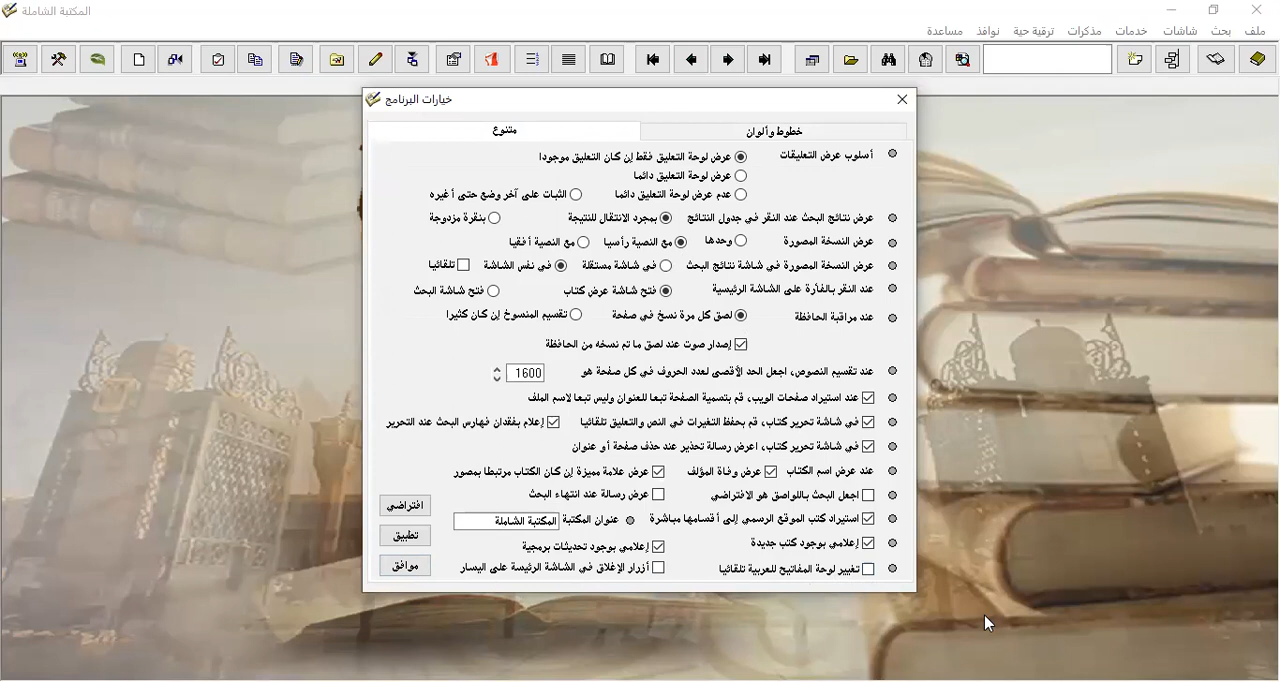 المكتبة الشاملة
ملف بحث شاشات خدمات مذكرات ترقية حية نوافذ مساعدة
خيارات البرنامج
خطوط وألوان
متنوع
أسلوب عرض التعليقات
عرض لوحة التعليق فقط إن كان التعليق موجودا
عرض لوحة التعليق دائما
عدم عرض لوحة التعليق دائما
الثبات على آخر وضع حتى أغيره
عرض نتائج البحث عند النقر في جدول النتائج بمجرد الانتقال للنتيجة بنقرة مزدوجة
عرض النسخة المصورة وحدها مع النصية رأسيا مع النصية أفقيا
عرض النسخة المصورة في شاشة نتائج البحث في شاشة مستقلة في نفس الشاشة تلقائيا
عند النقر بالفأرة على الشاشة الرئيسية فتح شاشة عرض كتاب فتح شاشة البحث
عند مراقبة الحافظة لصق كل مرة نسخ في صفحة تقسيم المنسوخ إن كان كثيرا
إصدار صوت عند لصق ما تم نسخه من الحافظة
عند تقسيم النصوص، اجعل الحد الأقصى لعدد الحروف في كل صفحة هو 1600
عند استيراد صفحات الويب، قم بتسمية الصفحة تبعا للعنوان وليس تبعا لاسم الملف
في شاشة تحرير كتاب، قم بحفظ التغيرات في النص والتعليق تلقائيا إعلام بفقدان فهارس البحث عند التحرير
في شاشة تحرير كتاب، اعرض رسالة تحذير عند حذف صفحة أو عنوان
عند عرض اسم الكتاب عرض وفاة المؤلف عرض علامة مميزة إن كان الكتاب مرتبطا بمصور
اجعل البحث باللواصق هو الافتراضي عرض رسالة عند انتهاء البحث
استيراد كتب الموقع الرسمي إلى أقسامها مباشرة عنوان المكتبة المكتبة الشاملة
إعلامي بوجود كتب جديدة إعلامي بوجود تحديثات برمجية
تغيير لوحة المفاتيح للعربية تلقائيا أزرار الإغلاق في الشاشة الرئيسة على اليسار
افتراضي
تطبيق
موافق